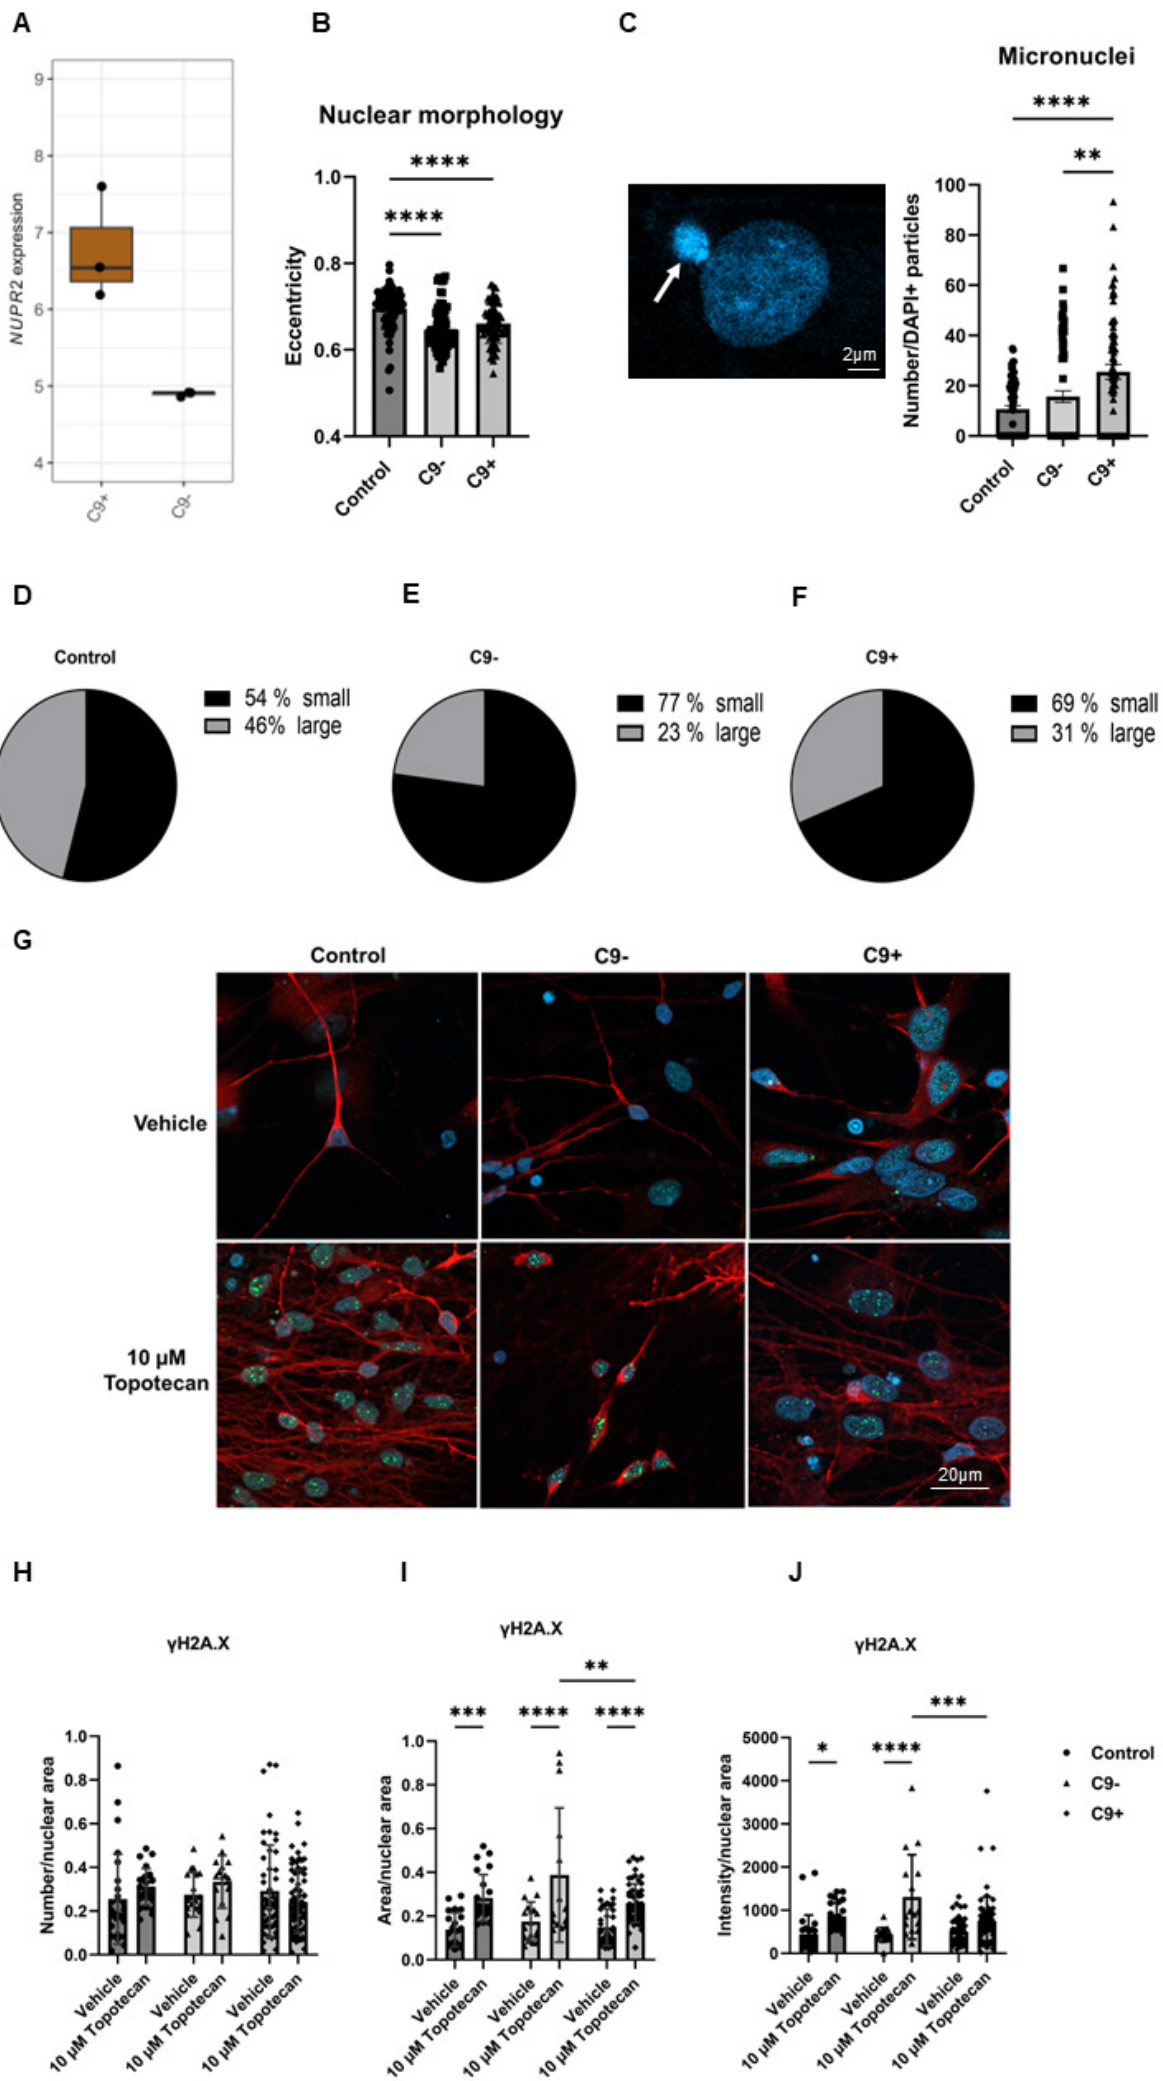 A
NUPR2 expression
9
8
7
6
5
4
C9+
C9-
B
Nuclear morphology
****
****
Eccentricity
1.0
0.8
0.6
0.4
Control
C9-
C9+
C
2µm
Micronuclei
****
**
Number/DAPI+ particles
100
80
60
40
20
0
Control
C9-
C9+
D
Control
54 % small
46% large
E
C9-
77 % small
23 % large
F
C9+
69 % small
31 % large
G
Control
C9-
C9+
Vehicle
10 µM
Topotecan
20µm
H
γH2A.X
Number/nuclear area
1.0
0.8
0.6
0.4
0.2
0.0
Vehicle
10 µM Topotecan
Vehicle
10 µM Topotecan
Vehicle
10 µM Topotecan
I
γH2A.X
**
***
****
****
Area/nuclear area
1.0
0.8
0.6
0.4
0.2
0.0
Vehicle
10 µM Topotecan
Vehicle
10 µM Topotecan
Vehicle
10 µM Topotecan
J
γH2A.X
***
*
****
Intensity/nuclear area
5000
4000
3000
2000
1000
0
Vehicle
10 µM Topotecan
Vehicle
10 µM Topotecan
Vehicle
10 µM Topotecan
Control
C9-
C9+